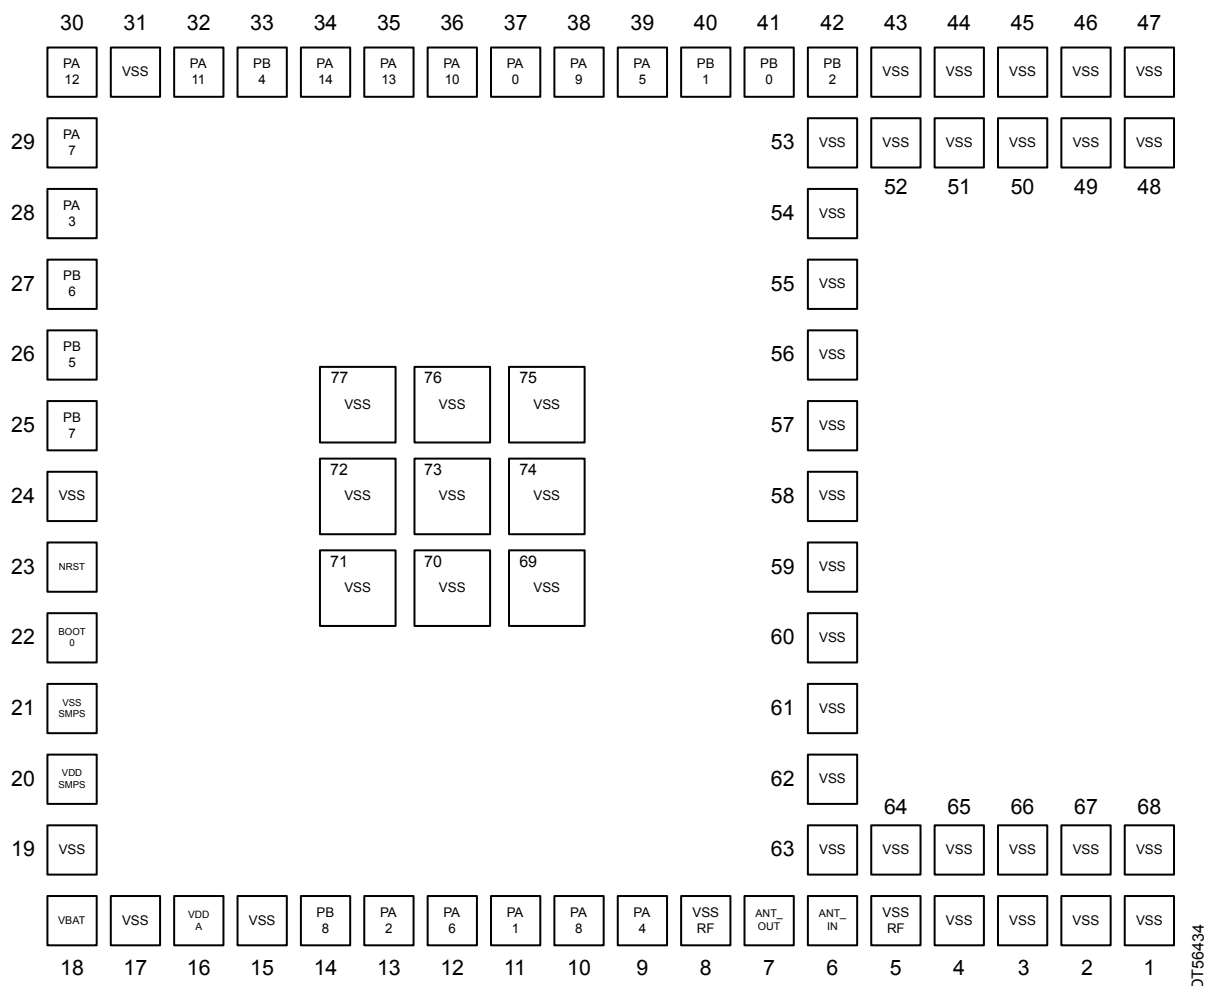 30 31 32 33 34 35 36 37 38 39 40 41 42 43 44 45 46 47
PA VSS PA PB PA PA PA PA PA PA PB PB PB VSS VSS VSS VSS VSS
12 11 4 14 13 10 0 9 5 1 0 2
29 PA 53 VSS VSS VSS VSS VSS VSS
7
52 51 50 49 48
28 PA 54 VSS
3
27 PB 55 VSS
6
26 PB 56 VSS
5
77 76 75
VSS VSS VSS
25 PB 57 VSS
7
72 73 74
24 VSS VSS VSS VSS 58 VSS
71 70 69
23 NRST 59 VSS
VSS VSS VSS
22 BOOT 60 VSS
0
21 VSS 61 VSS
SMPS
20 VDD 62 VSS
SMPS
64 65 66 67 68
19 VSS 63 VSS VSS VSS VSS VSS VSS
VBAT VSS VDD VSS PB PA PA PA PA PA VSS ANT_ ANT_ VSS VSS VSS VSS VSS
A 8 2 6 1 8 4 RF OUT IN RF
18 17 16 15 14 13 12 11 10 9 8 7 6 5 4 3 2 1
DT56434